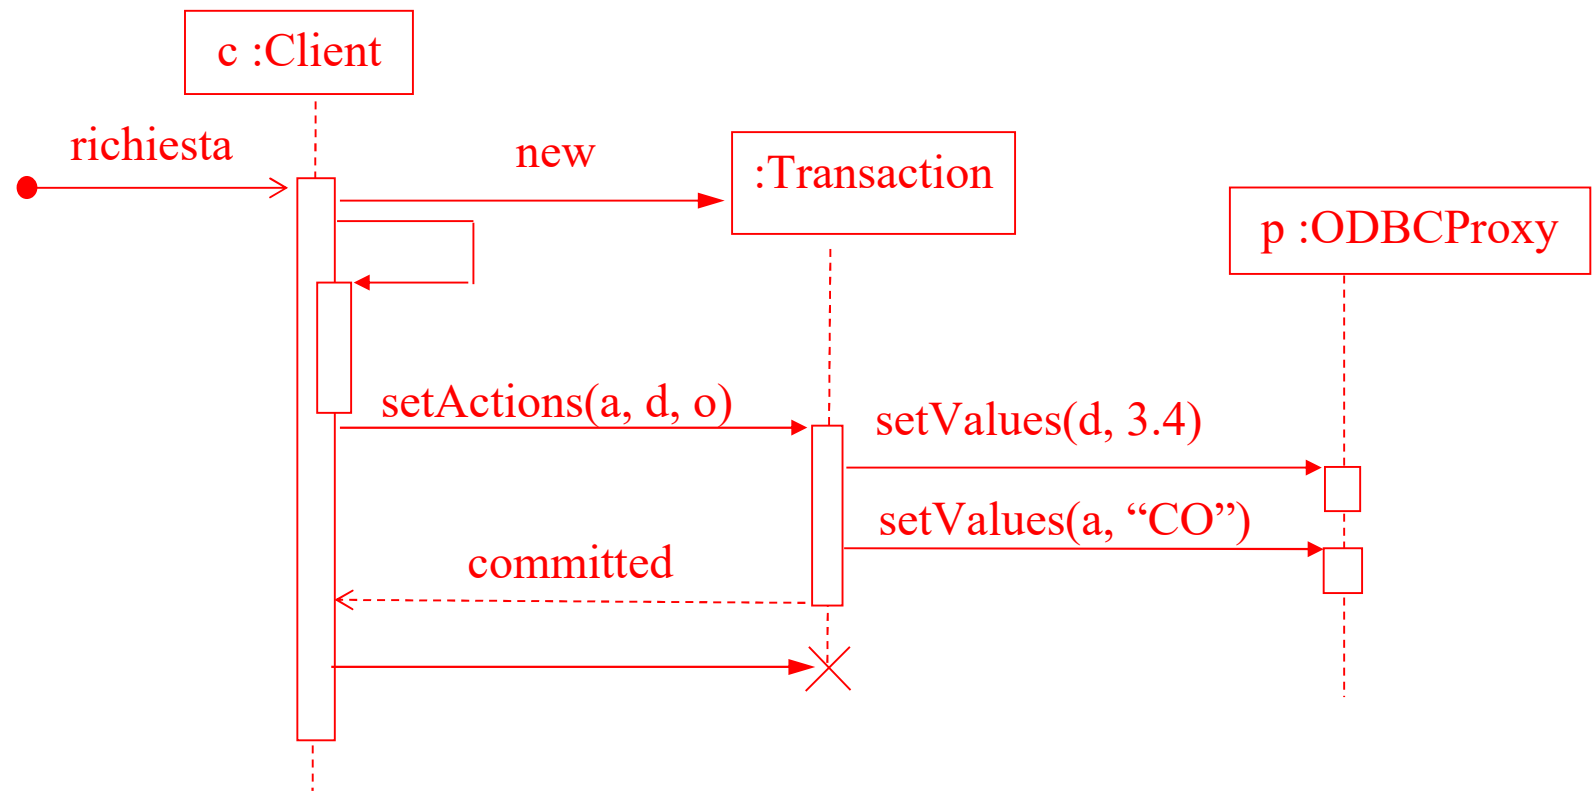 c :Client
richiesta
new
:Transaction
p :ODBCProxy
setActions(a, d, o)
setValues(d, 3.4)
setValues(a, “CO”)
committed